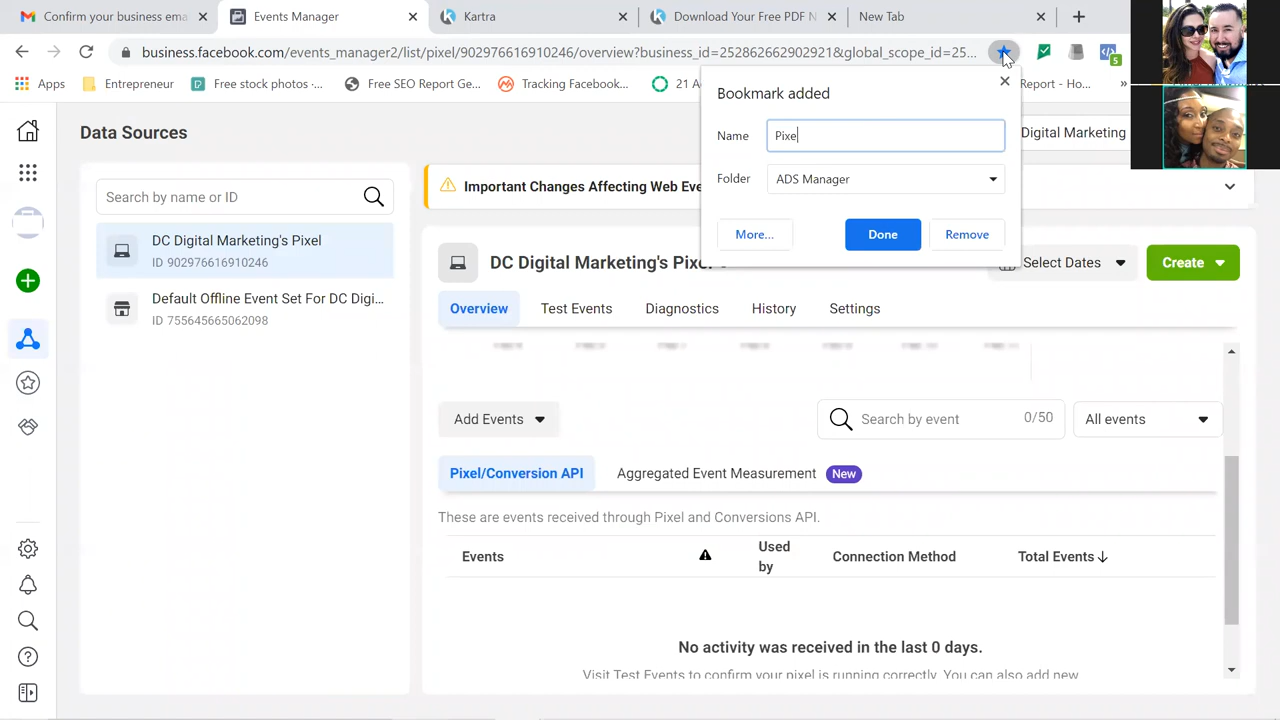 Confirm your business ema
Events Manager
Kartra
Download Your Free PDF N
New Tab
business.facebook.com/events_manager2/list/pixel/902976616910246/overview?business_id=252862662902921&global_scope_id=25...
5
Apps
Entrepreneur
Free stock photos ·...
Free SEO Report -...
Tracking Facebook...
21 A
Report - Ho...
»
Bookmark added
Name
Pixe
Folder
ADS Manager
More...
Done
Remove
Data Sources
Digital Marketing
Search by name or ID
DC Digital Marketing's Pixel
ID 902976616910246
Default Offline Event Set For DC Digi...
ID 755645665062098
Important Changes Affecting Web Eve
DC Digital Marketing's Pixel
Select Dates
Create
Overview
Test Events
Diagnostics
History
Settings
Add Events
Search by event
0/50
All events
Pixel/Conversion API
Aggregated Event Measurement
New
These are events received through Pixel and Conversions API.
Events
Used by
Connection Method
Total Events
No activity was received in the last 0 days.
Visit Test Events to confirm your pixel is running correctly. You can also add new